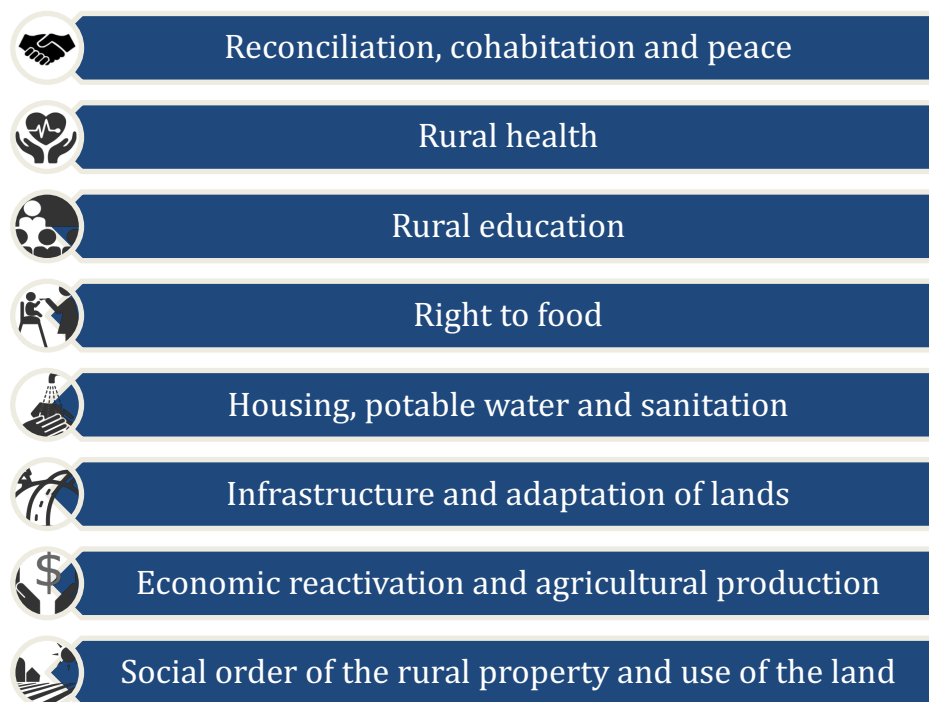 Reconciliation, cohabitation and peace
Rural health
Rural education
Right to food
Housing, potable water and sanitation
Infrastructure and adaptation of lands
$
Economic reactivation and agricultural production
Social order of the rural property and use of the land